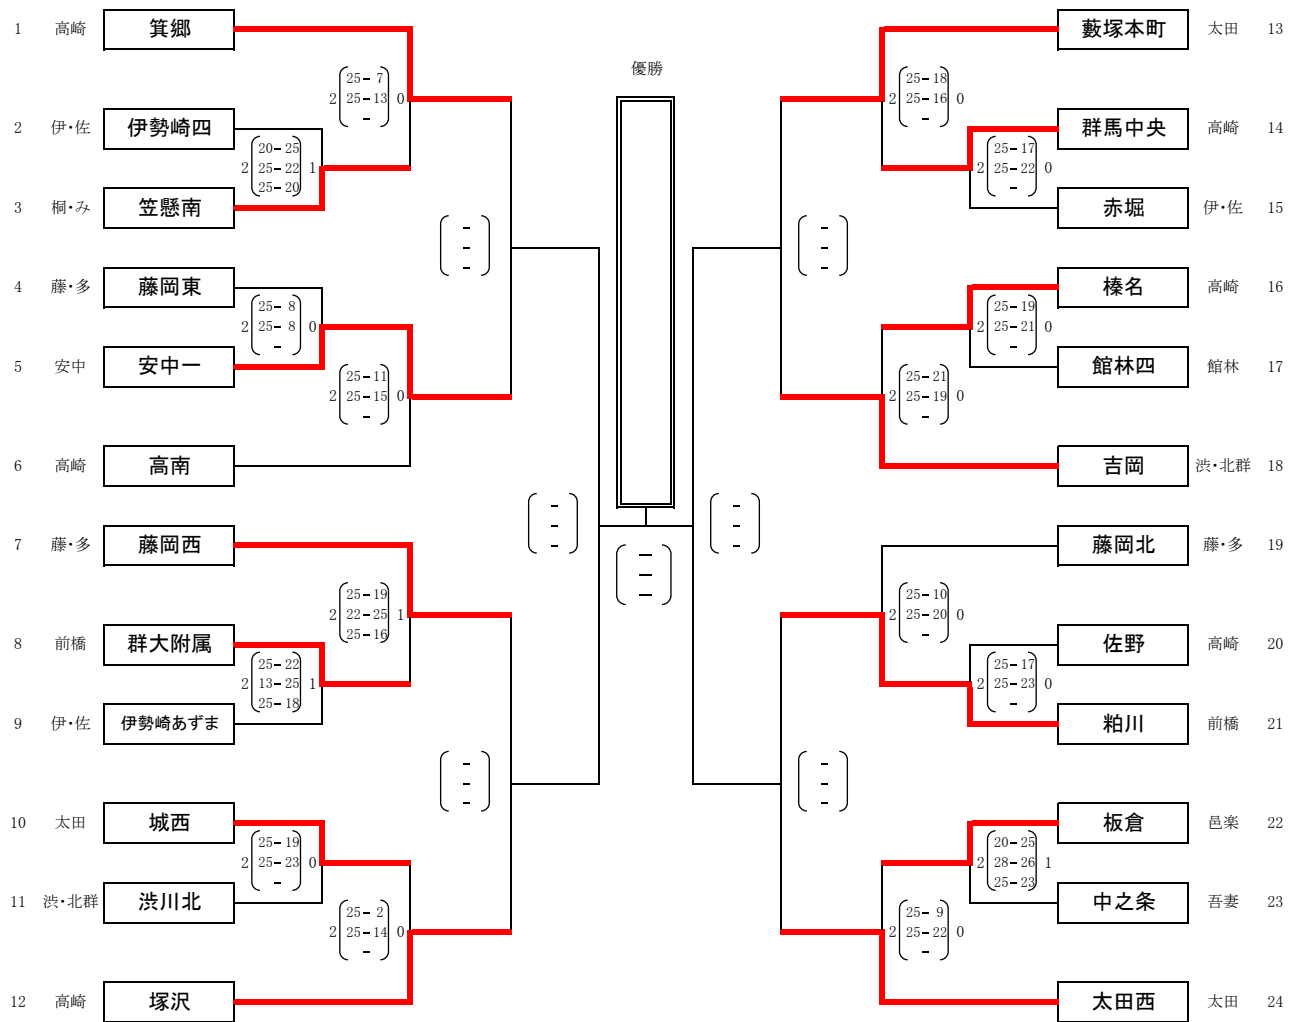 優勝
1 高崎 箕郷
25-7
2 25-13 0
-
2 伊・佐 伊勢崎四
20-25
2 25-22 1
25-20
3 桐・み 笠懸南
-
-
-
4 藤・多 藤岡東
25-8
2 25-8 0
-
5 安中 安中一
25-11
2 25-15 0
-
6 高崎 高南
-
-
-
7 藤・多 藤岡西
25-19
2 22-25 1
25-16
8 前橋 群大附属
25-22
2 13-25 1
25-18
9 伊・佐 伊勢崎あずま
-
-
-
10 太田 城西
25-19
2 25-23 0
-
11 渋・北群 渋川北
25-2
2 25-14 0
-
12 高崎 塚沢
-
-
-
藪塚本町 太田 13
25-18
2 25-16 0
-
群馬中央 高崎 14
25-17
2 25-22 0
-
赤堀 伊・佐 15
-
-
-
榛名 高崎 16
25-19
2 25-21 0
-
館林四 館林 17
25-21
2 25-19 0
-
吉岡 渋・北群 18
-
-
-
藤岡北 藤・多 19
25-10
2 25-20 0
-
佐野 高崎 20
25-17
2 25-23 0
-
粕川 前橋 21
-
-
-
板倉 邑楽 22
20-25
2 28-26 1
25-23
中之条 吾妻 23
25-9
2 25-22 0
-
太田西 太田 24